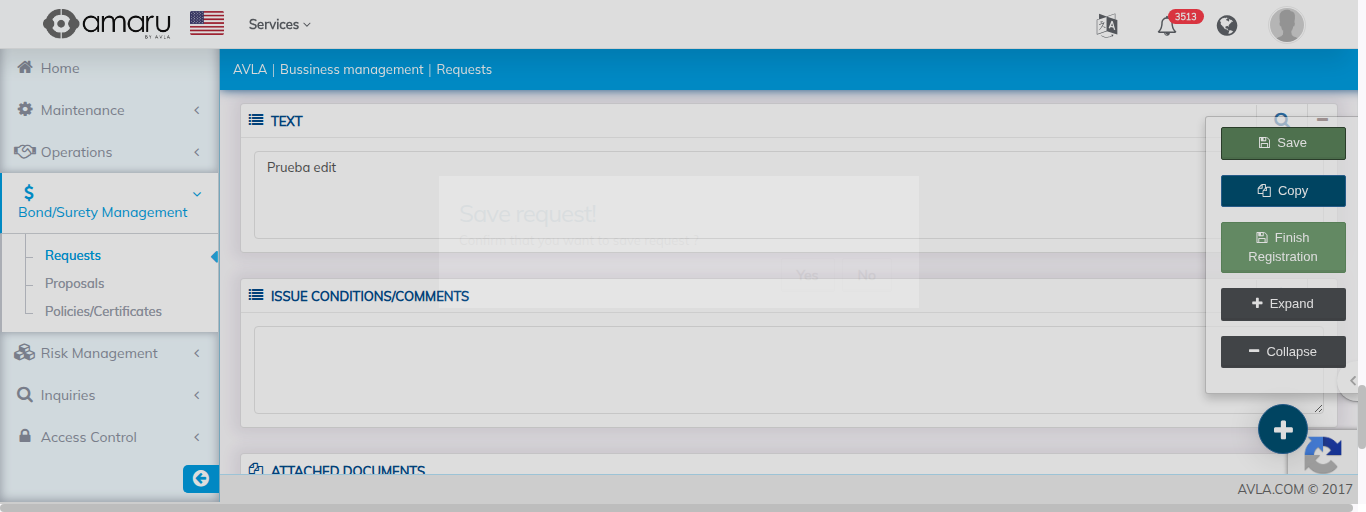 amaru
BY AVLA
Services
3513
Home
Maintenance
Operations
Bond/Surety Management
Requests
Proposals
Policies/Certificates
Risk Management
Inquiries
Access Control
AVLA | Bussiness management | Requests
TEXT
Prueba edit
Save request!
Confirm that you want to save request ?
Yes No
ISSUE CONDITIONS/COMMENTS
ATTACHED DOCUMENTS
Save
Copy
Finish
Registration
Expand
Collapse
AVLA.COM © 2017